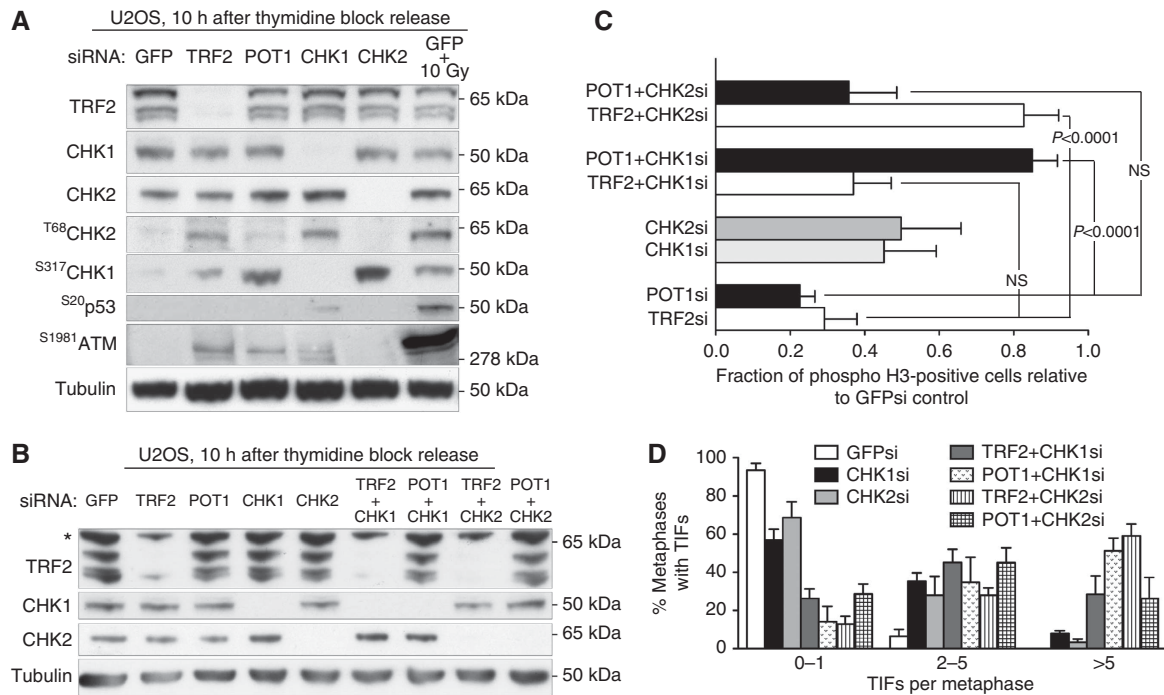 A
U2OS, 10 h after thymidine block release
siRNA: GFP TRF2 POT1 CHK1 CHK2 GFP + 10 Gy
TRF2
65 kDa
CHK1
50 kDa
CHK2
65 kDa
T68CHK2
65 kDa
S317CHK1
50 kDa
S20p53
50 kDa
S1981ATM
278 kDa
Tubulin
50 kDa
B
U2OS, 10 h after thymidine block release
siRNA: GFP TRF2 POT1 CHK1 CHK2 TRF2 + CHK1 POT1 + CHK1 TRF2 + CHK2 POT1 + CHK2
*
65 kDa
TRF2
CHK1
50 kDa
CHK2
65 kDa
Tubulin
50 kDa
C
POT1+CHK2si
TRF2+CHK2si
P<0.0001
POT1+CHK1si
NS
TRF2+CHK1si
CHK2si
P<0.0001
CHK1si
NS
POT1si
TRF2si
0.0 0.2 0.4 0.6 0.8 1.0
Fraction of phospho H3-positive cells relative
to GFPsi control
D
GFPsi
CHK1si
CHK2si
TRF2+CHK1si
POT1+CHK1si
TRF2+CHK2si
POT1+CHK2si
% Metaphases
with TIFs
100
80
60
40
20
0–1 2–5 >5
TIFs per metaphase